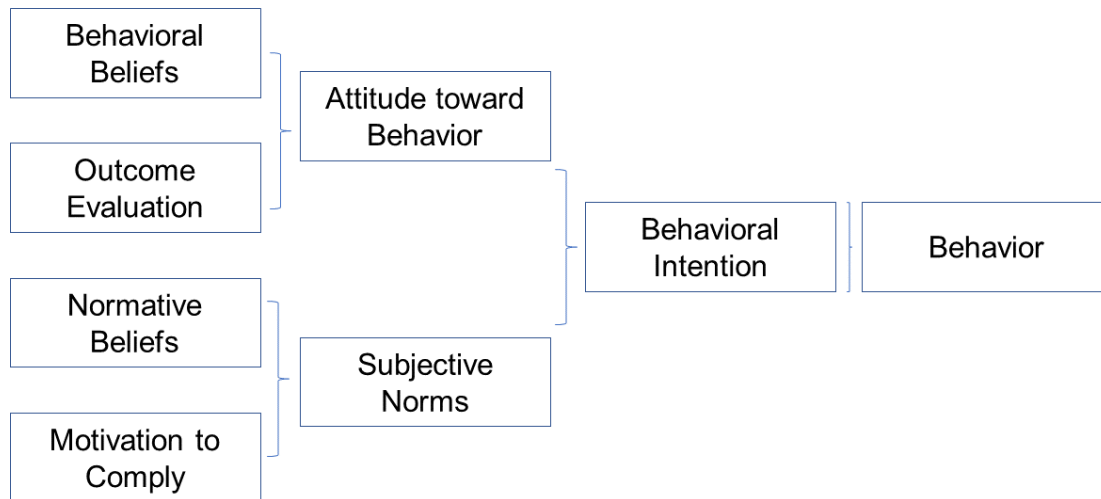 Behavioral
Beliefs
Outcome
Evaluation
Normative
Beliefs
Motivation to
Comply
Attitude toward
Behavior
Subjective
Norms
Behavioral
Intention
Behavior